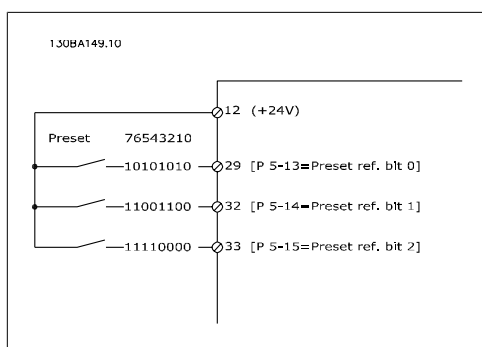 130BA149.10
12 (+24V)
Preset 76543210
10101010 29 [P 5-13=Preset ref. bit 0]
11001100 32 [P 5-14=Preset ref. bit 1]
11110000 33 [P 5-15=Preset ref. bit 2]